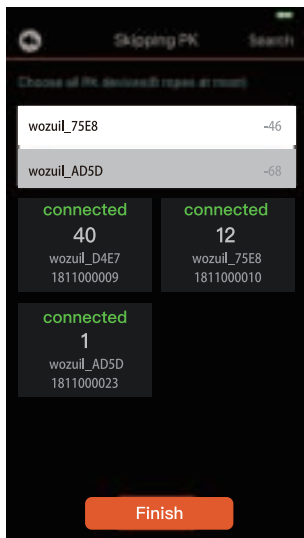 Skipping PK Search
Choose all PK devices(6 ropes at most)
wozuil_75E8 -46
wozuil_AD5D -68
connected connected
40 12
wozuil_D4E7 wozuil_75E8
1811000009 1811000010
connected
1
wozuil_AD5D
1811000023
Finish